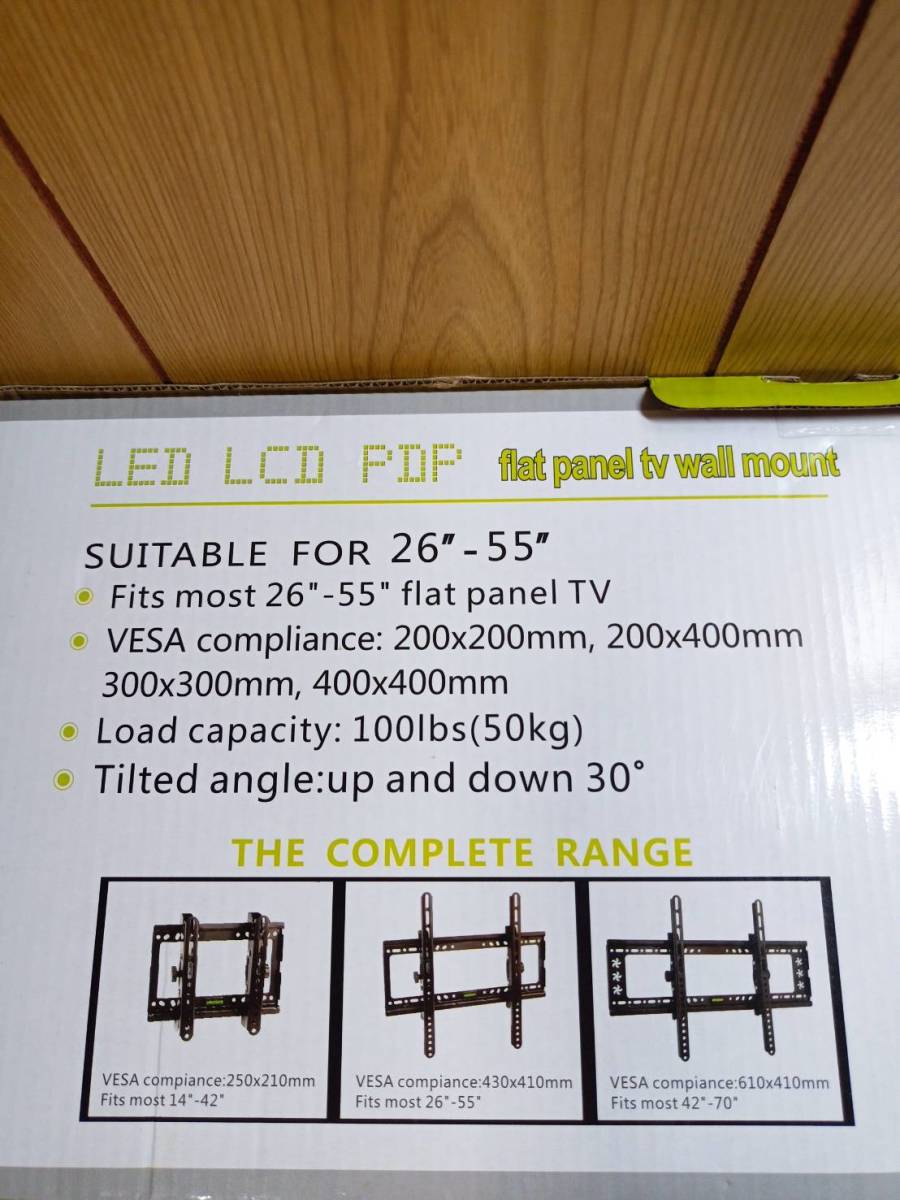 LED LCD PDP flat panel tv wall mount
SUITABLE FOR 26"-55"
Fits most 26"-55" flat panel TV
VESA compliance: 200x200mm, 200x400mm
300x300mm, 400x400mm
Load capacity: 100lbs(50kg)
Tilted angle:up and down 30°
THE COMPLETE RANGE
VESA compiance:250x210mm
Fits most 14"-42"
VESA compiance:430x410mm
Fits most 26"-55"
VESA compiance:610x410mm
Fits most 42"-70"